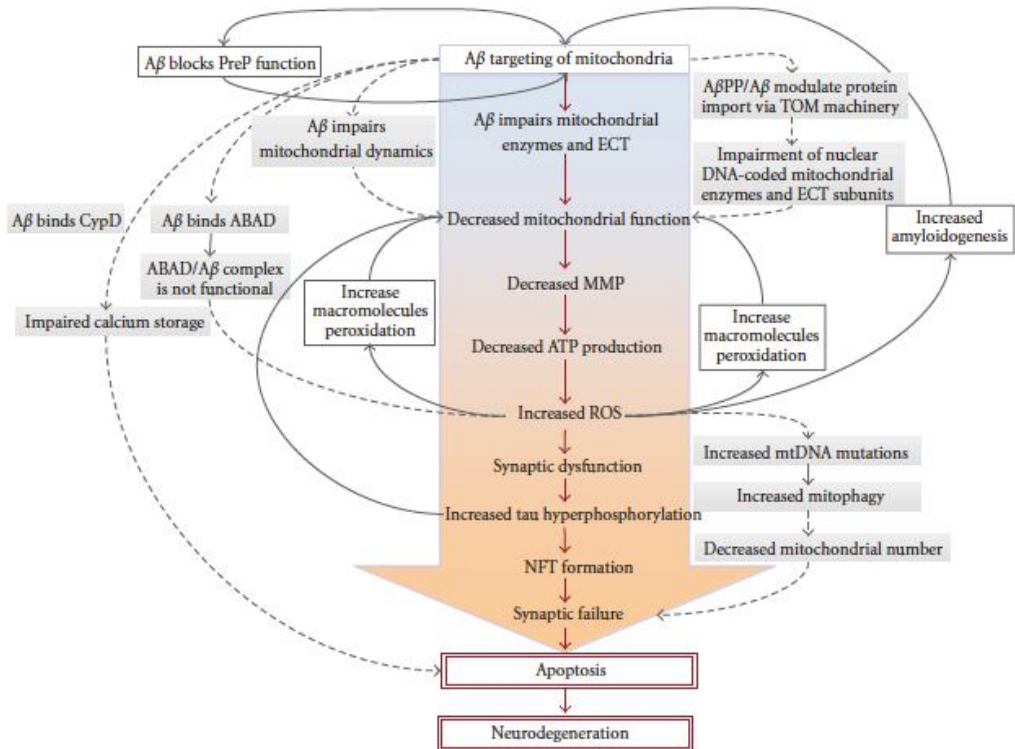 Aβ blocks PreP function
Aβ targeting of mitochondria
AβPP/Aβ modulate protein
import via TOM machinery
Aβ impairs
mitochondrial dynamics
Aβ impairs mitochondrial
enzymes and ECT
Impairment of nuclear
DNA-coded mitochondrial
enzymes and ECT subunits
Aβ binds CypD
Aβ binds ABAD
Decreased mitochondrial function
Increased
amyloidogenesis
ABAD/Aβ complex
is not functional
Impaired calcium storage
Increase
macromolecules
peroxidation
Decreased MMP
Increase
macromolecules
peroxidation
Decreased ATP production
Increased ROS
Increased mtDNA mutations
Synaptic dysfunction
Increased mitophagy
Increased tau hyperphosphorylation
Decreased mitochondrial number
NFT formation
Synaptic failure
Apoptosis
Neurodegeneration